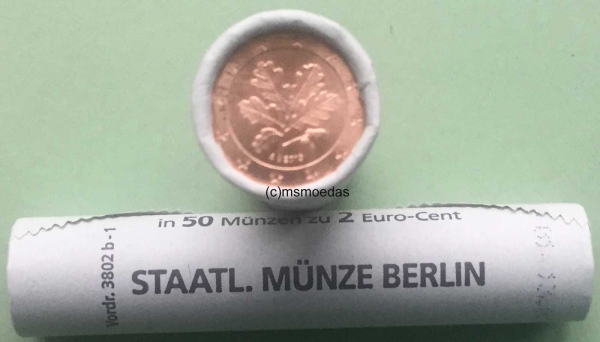 (c)msmoedas
in 50 Münzen zu 2 Euro-Cent
Vordr. 3802 b-1
STAATL. MÜNZE BERLIN